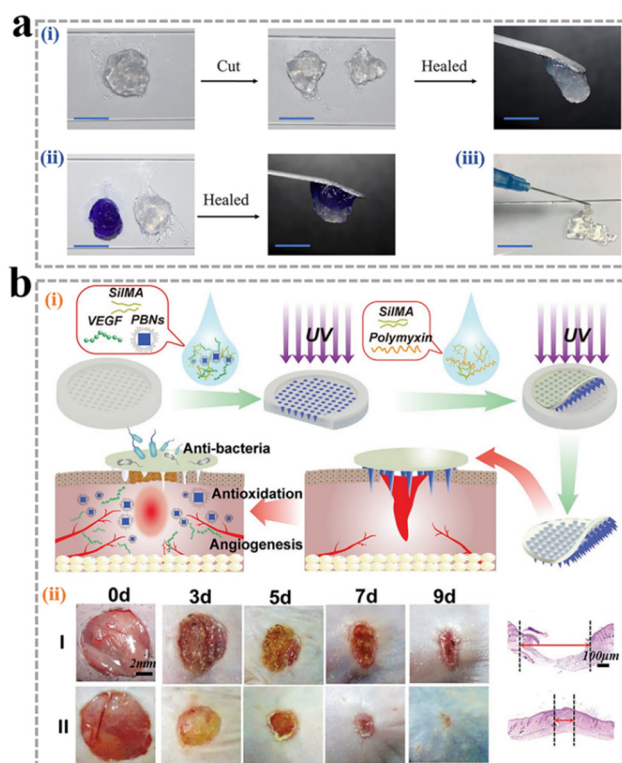 a
(i)
Cut
Healed
(ii)
Healed
(iii)
b
(i)
SilMA
VEGF PBNs
UV
SilMA
Polymyxin
UV
Anti-bacteria
Antioxidation
Angiogenesis
(ii)
0d 3d 5d 7d 9d
I
2mm
100μm
II